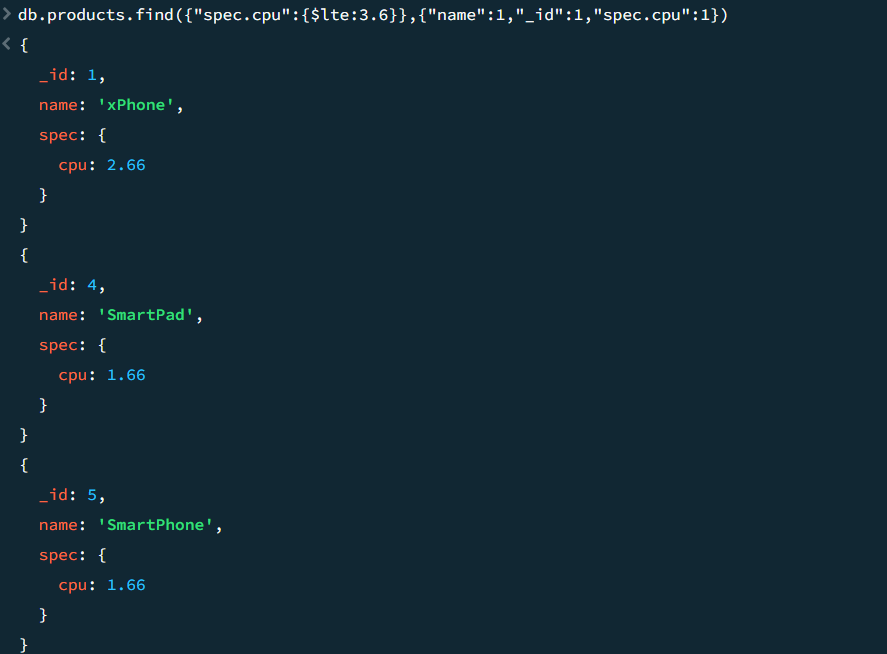 > db.products.find({"spec.cpu":{$lte:3.6}},{"name":1,"_id":1,"spec.cpu":1})
< {
_id: 1,
name: 'xPhone',
spec: {
cpu: 2.66
}
}
{
_id: 4,
name: 'SmartPad',
spec: {
cpu: 1.66
}
}
{
_id: 5,
name: 'SmartPhone',
spec: {
cpu: 1.66
}
}